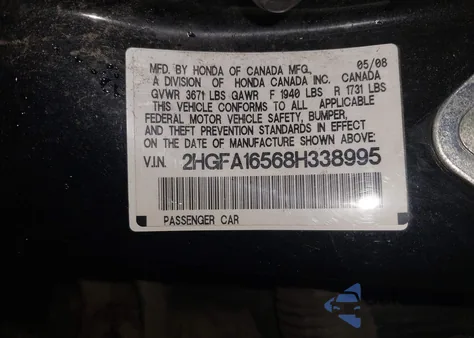 MFD. BY HONDA OF CANADA MFG. 05/08
A DIVISION OF HONDA CANADA INC. CANADA
GVWR 3671 LBS GAWR F 1940 LBS R 1731 LBS
THIS VEHICLE CONFORMS TO ALL APPLICABLE
FEDERAL MOTOR VEHICLE SAFETY, BUMPER,
AND THEFT PREVENTION STANDARDS IN EFFECT
ON THE DATE OF MANUFACTURE SHOWN ABOVE:
V.I.N. 2HGFA16568H338995
PASSENGER CAR